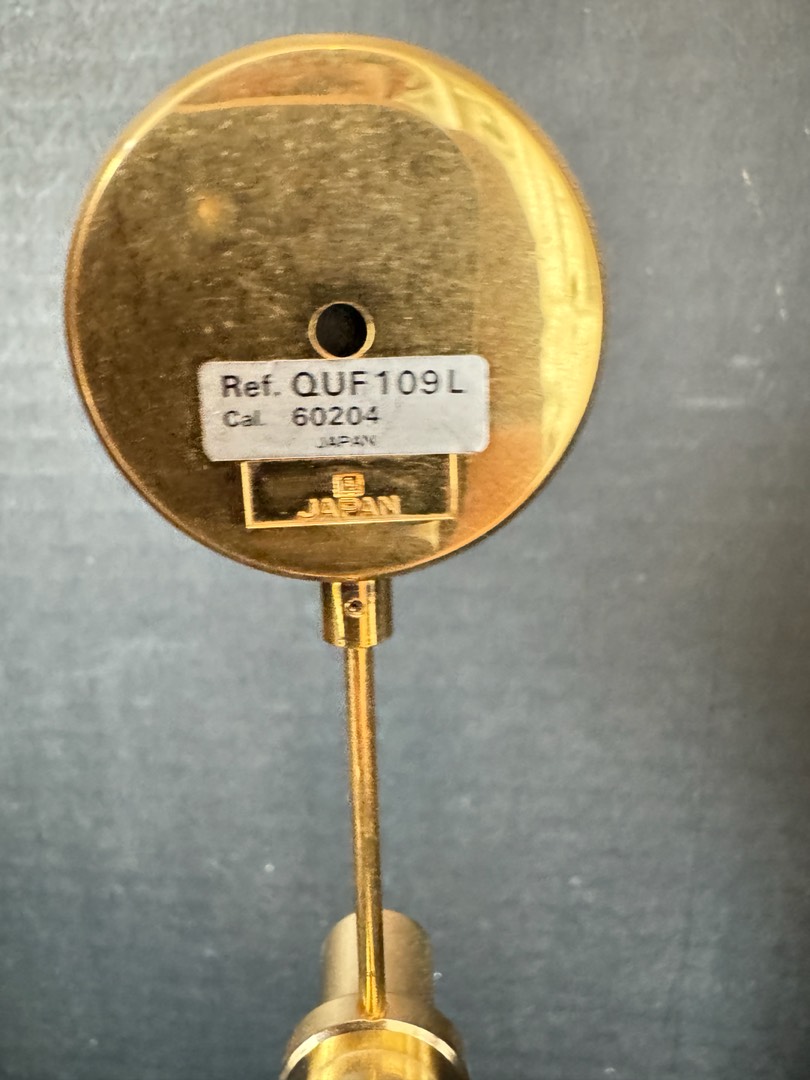 Ref. QUF109L
Cal. 60204
JAPAN
JAPAN